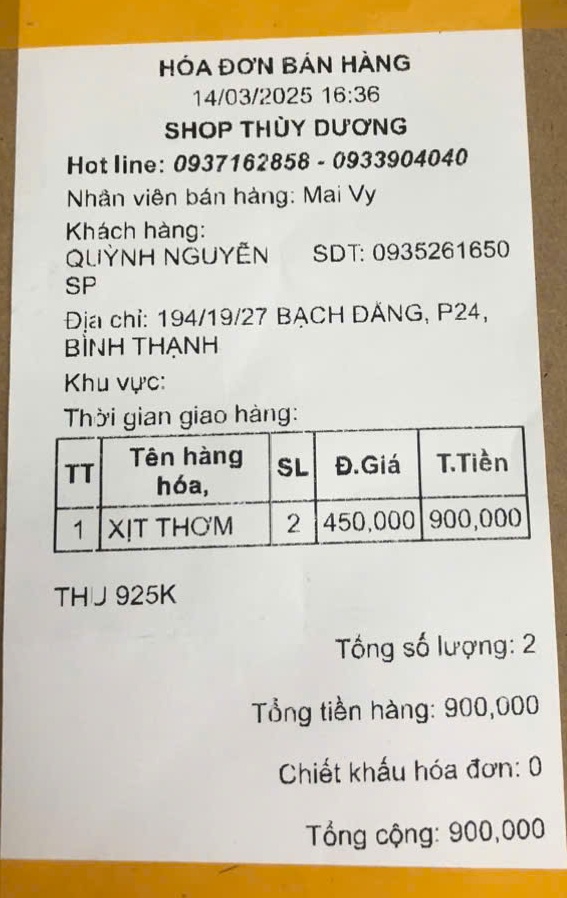 HÓA ĐƠN BÁN HÀNG
14/03/2025 16:36
SHOP THÙY DƯƠNG
Hot line: 0937162858 - 0933904040
Nhân viên bán hàng: Mai Vy
Khách hàng:
QUỲNH NGUYỄN SDT: 0935261650
SP
Địa chỉ: 194/19/27 BẠCH ĐẰNG, P24,
BÌNH THẠNH
Khu vực:
Thời gian giao hàng:
TT Tên hàng hóa, SL Đ.Giá T.Tiền
1 XỊT THƠM 2 450,000 900,000
THU 925K
Tổng số lượng: 2
Tổng tiền hàng: 900,000
Chiết khấu hóa đơn: 0
Tổng cộng: 900,000